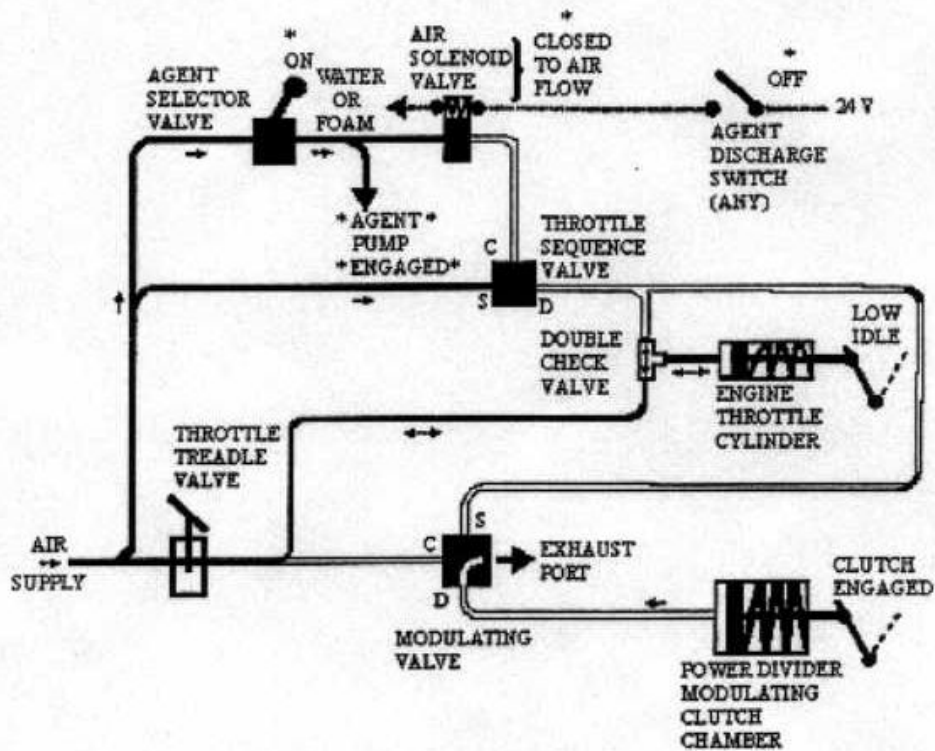 *
ON
AGENT
SELECTOR
VALVE
WATER
OR
FOAM
AIR
SOLENOID
VALVE
*
CLOSED
TO AIR
FLOW
*
OFF
24 V
AGENT
DISCHARGE
SWITCH
(ANY)
*AGENT*
PUMP
*ENGAGED*
C
S
D
THROTTLE
SEQUENCE
VALVE
DOUBLE
CHECK
VALVE
LOW
IDLE
ENGINE
THROTTLE
CYLINDER
THROTTLE
TREADLE
VALVE
AIR
SUPPLY
S
C
D
EXHAUST
PORT
MODULATING
VALVE
CLUTCH
ENGAGED
POWER DIVIDER
MODULATING
CLUTCH
CHAMBER